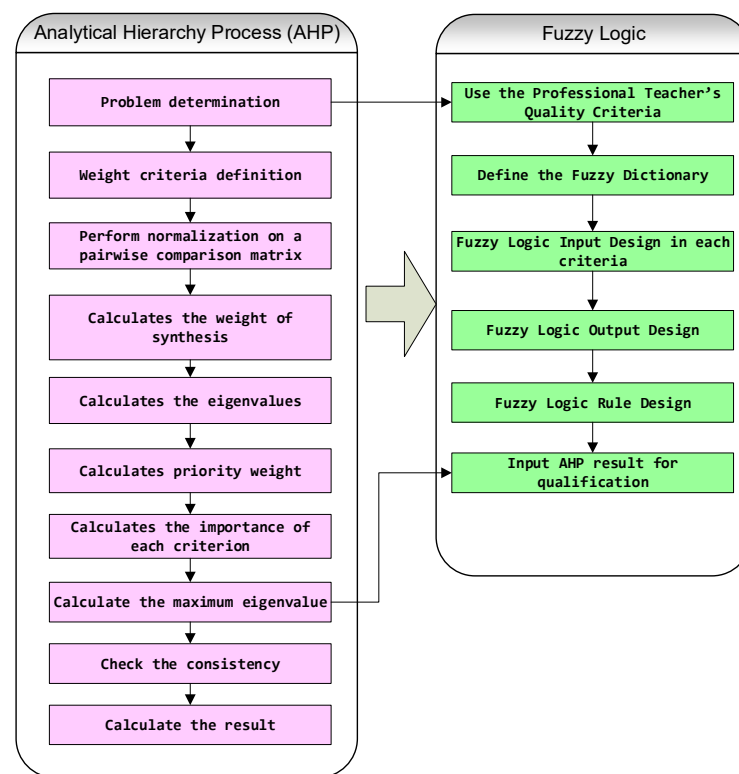 Analytical Hierarchy Process (AHP)
Problem determination
Weight criteria definition
Perform normalization on a
pairwise comparison matrix
Calculates the weight of
synthesis
Calculates the eigenvalues
Calculates priority weight
Calculates the importance of
each criterion
Calculate the maximum eigenvalue
Check the consistency
Calculate the result
Fuzzy Logic
Use the Professional Teacher’s
Quality Criteria
Define the Fuzzy Dictionary
Fuzzy Logic Input Design in each
criteria
Fuzzy Logic Output Design
Fuzzy Logic Rule Design
Input AHP result for
qualification